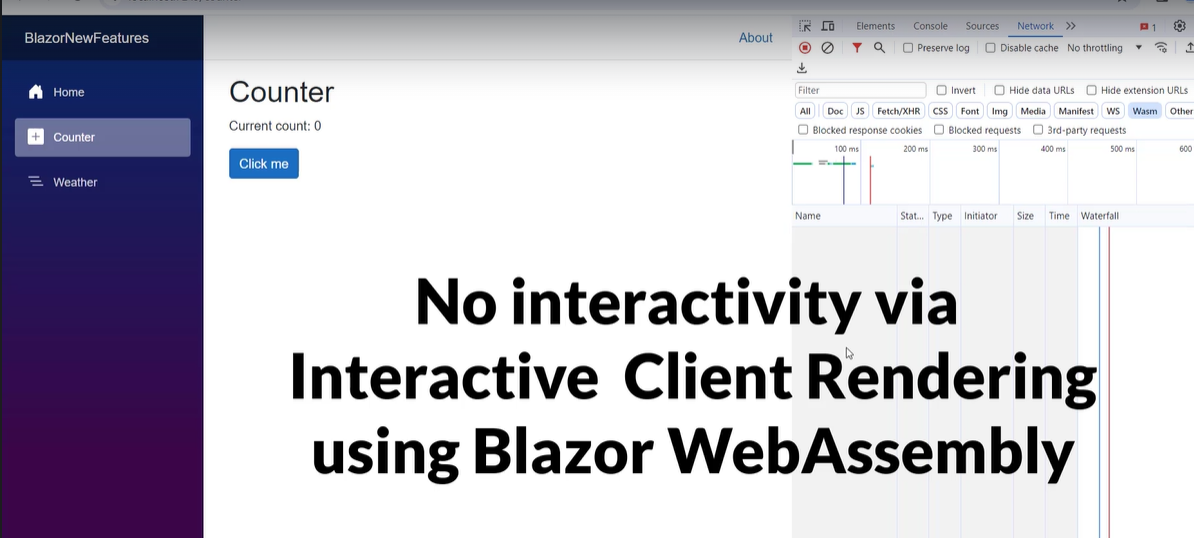 BlazorNewFeatures
About
Home
Counter
Weather
Counter
Current count: 0
Click me
Elements Console Sources Network
1
Preserve log Disable cache No throttling
Filter
Invert Hide data URLs Hide extension URLs
All Doc JS Fetch/XHR CSS Font Img Media Manifest WS Wasm Other
Blocked response cookies Blocked requests 3rd-party requests
100 ms 200 ms 300 ms 400 ms 500 ms 600
Name Stat... Type Initiator Size Time Waterfall
No interactivity via
Interactive Client Rendering
using Blazor WebAssembly